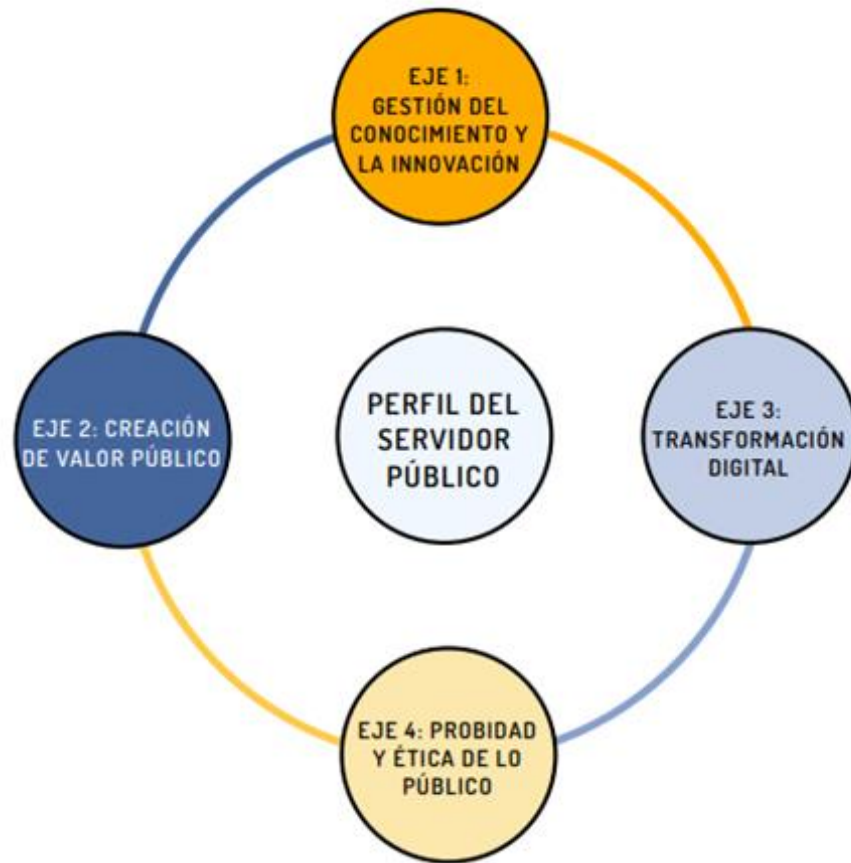 EJE 1:
GESTIÓN DEL
CONOCIMIENTO Y
LA INNOVACIÓN
EJE 2: CREACIÓN
DE VALOR PÚBLICO
PERFIL DEL
SERVIDOR
PÚBLICO
EJE 3:
TRANSFORMACIÓN
DIGITAL
EJE 4: PROBIDAD
Y ÉTICA DE LO
PÚBLICO